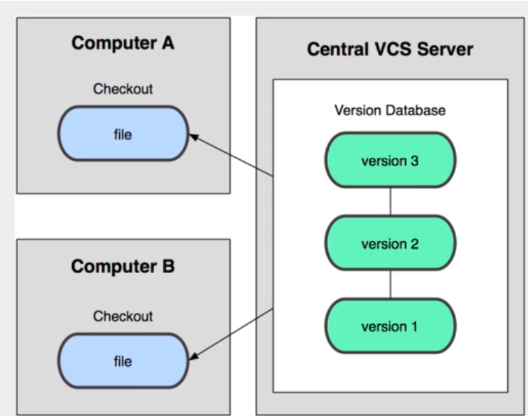 Computer A
Checkout
file
Computer B
Checkout
file
Central VCS Server
Version Database
version 3
version 2
version 1